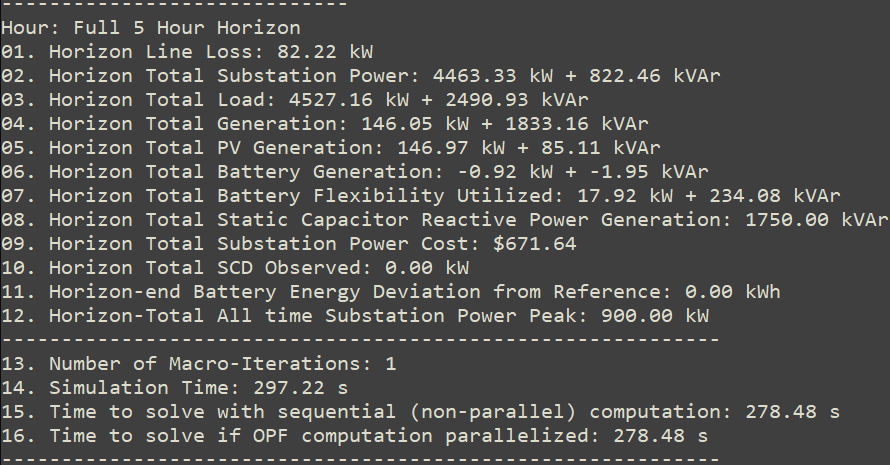 ------------------------------
Hour: Full 5 Hour Horizon
01. Horizon Line Loss: 82.22 kW
02. Horizon Total Substation Power: 4463.33 kW + 822.46 kVAr
03. Horizon Total Load: 4527.16 kW + 2490.93 kVAr
04. Horizon Total Generation: 146.05 kW + 1833.16 kVAr
05. Horizon Total PV Generation: 146.97 kW + 85.11 kVAr
06. Horizon Total Battery Generation: -0.92 kW + -1.95 kVAr
07. Horizon Total Battery Flexibility Utilized: 17.92 kW + 234.08 kVAr
08. Horizon Total Static Capacitor Reactive Power Generation: 1750.00 kVAr
09. Horizon Total Substation Power Cost: $671.64
10. Horizon Total SCD Observed: 0.00 kW
11. Horizon-end Battery Energy Deviation from Reference: 0.00 kWh
12. Horizon-Total All time Substation Power Peak: 900.00 kW
------------------------------------------------------------
13. Number of Macro-Iterations: 1
14. Simulation Time: 297.22 s
15. Time to solve with sequential (non-parallel) computation: 278.48 s
16. Time to solve if OPF computation parallelized: 278.48 s
------------------------------------------------------------